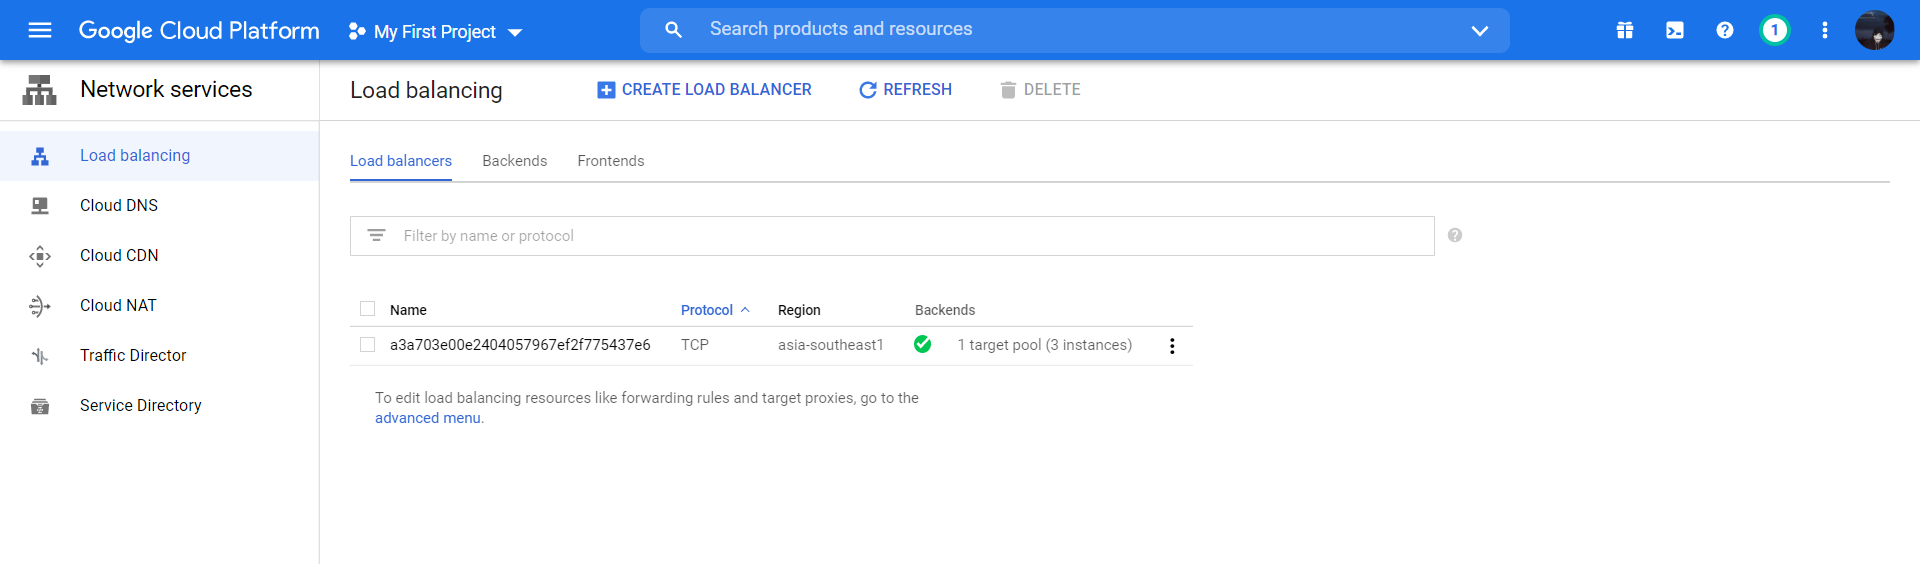 Google Cloud Platform
My First Project
Search products and resources
1
Network services
Load balancing
CREATE LOAD BALANCER
REFRESH
DELETE
Load balancing
Cloud DNS
Cloud CDN
Cloud NAT
Traffic Director
Service Directory
Load balancers Backends Frontends
Filter by name or protocol
Name Protocol Region Backends
a3a703e00e2404057967ef2f775437e6 TCP asia-southeast1 1 target pool (3 instances)
To edit load balancing resources like forwarding rules and target proxies, go to the
advanced menu.